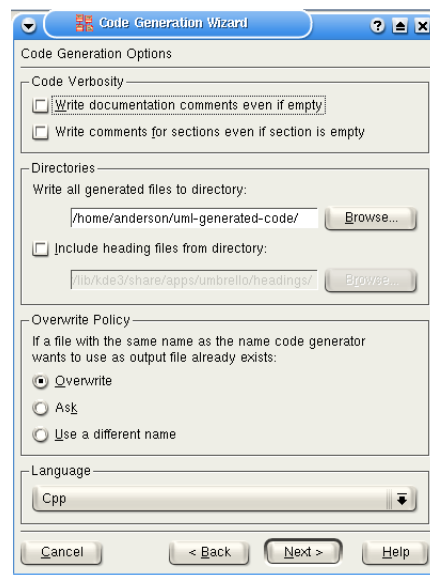 Code Generation Wizard
Code Generation Options
Code Verbosity
Write documentation comments even if empty
Write comments for sections even if section is empty
Directories
Write all generated files to directory:
/home/anderson/uml-generated-code/ Browse...
Include heading files from directory:
/lib/kde3/share/apps/umbrello/headings/ Browse...
Overwrite Policy
If a file with the same name as the name code generator
wants to use as output file already exists:
Overwrite
Ask
Use a different name
Language
Cpp
Cancel < Back Next > Help